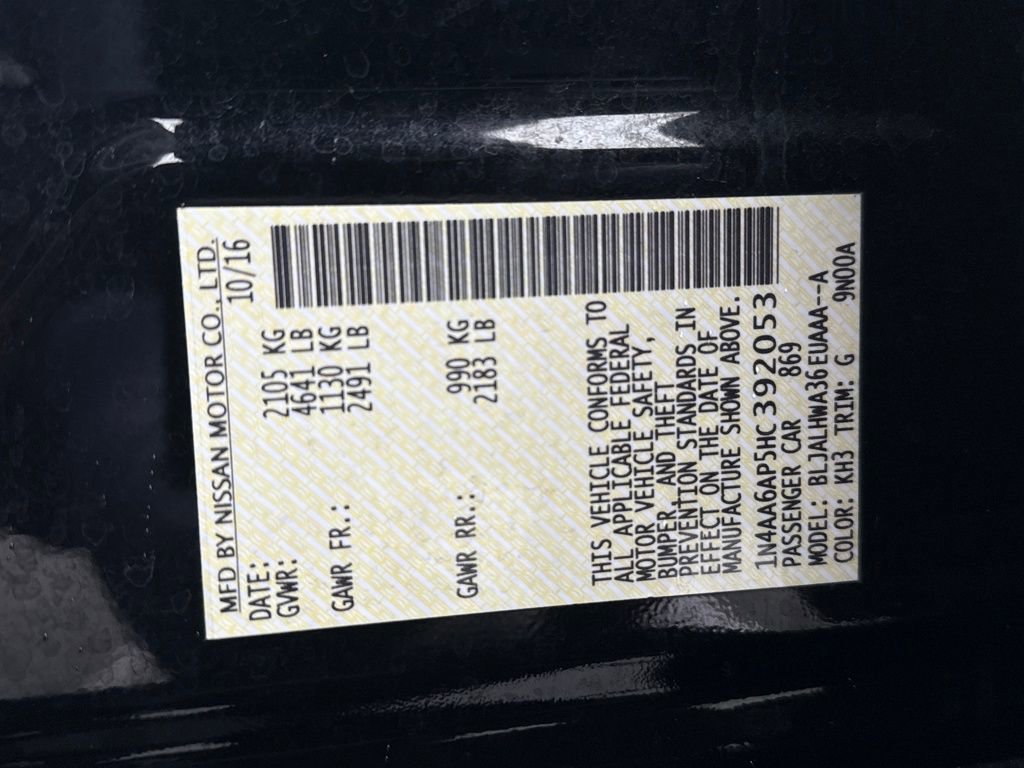 MFD BY NISSAN MOTOR CO., LTD.
DATE: 10/16
GVWR: 2105 KG
4641 LB
GAWR FR.: 1130 KG
2491 LB
GAWR RR.: 990 KG
2183 LB
THIS VEHICLE CONFORMS TO
ALL APPLICABLE FEDERAL
MOTOR VEHICLE SAFETY,
BUMPER, AND THEFT
PREVENTION STANDARDS IN
EFFECT ON THE DATE OF
MANUFACTURE SHOWN ABOVE.
1N4AA6AP5HC392053
PASSENGER CAR 869
MODEL: BLJALHWA36EUAAA--A
COLOR: KH3 TRIM: G 9N00A